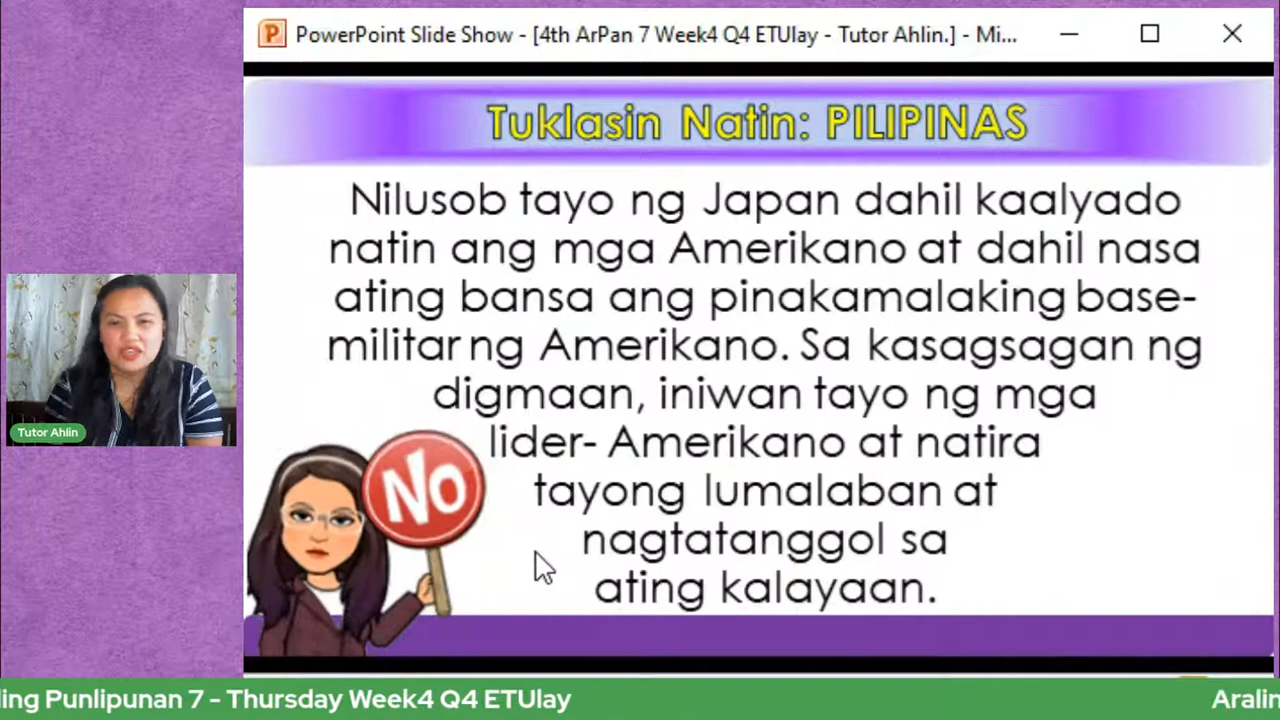 PowerPoint Slide Show - [4th ArPan 7 Week4 Q4 ETUlay - Tutor Ahlin.] - Mi...
Tuklasin Natin: PILIPINAS
Nilusob tayo ng Japan dahil kaalyado
natin ang mga Amerikano at dahil nasa
ating bansa ang pinakamalaking base-
militar ng Amerikano. Sa kasagsagan ng
digmaan, iniwan tayo ng mga
lider- Amerikano at natira
tayong lumalaban at
nagtatanggol sa
ating kalayaan.
No
Tutor Ahlin
ling Punlipunan 7 - Thursday Week4 Q4 ETUlay
Aralin